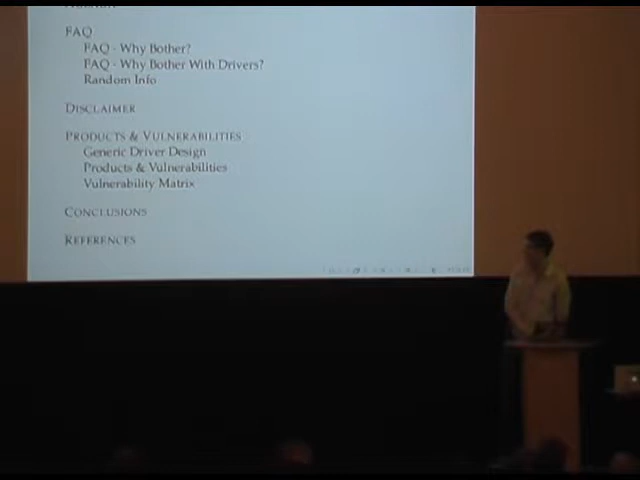 FAQ
FAQ - Why Bother?
FAQ - Why Bother With Drivers?
Random Info
DISCLAIMER
PRODUCTS & VULNERABILITIES
Generic Driver Design
Products & Vulnerabilities
Vulnerability Matrix
CONCLUSIONS
REFERENCES